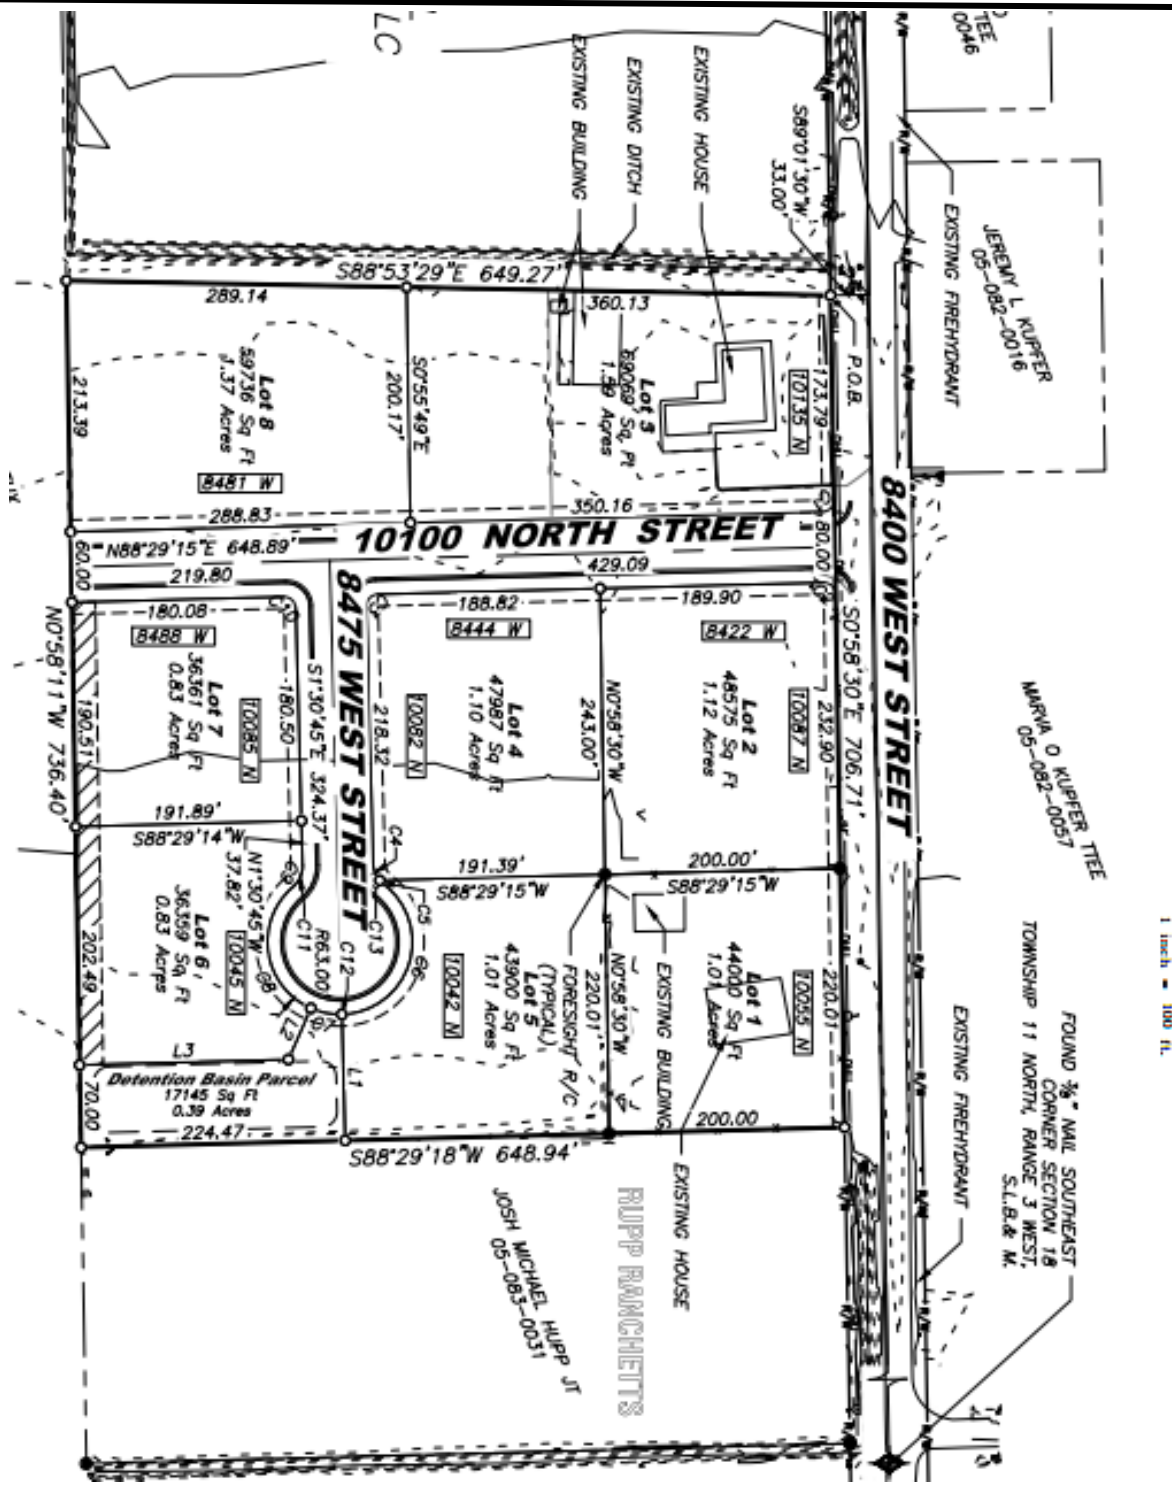 LLC
EXISTING BUILDING
EXISTING DITCH
EXISTING HOUSE
S89°01'30"W
33.00'
TEE
0046
R/W
EXISTING FIREHYDRANT
JEREMY L KUPFER
05-082-0016
S88°53'29"E 649.27'
289.14
360.13
P.O.B.
173.79
10135 N
Lot 8
59736 Sq Ft
1.37 Acres
8481 W
213.39
S0°55'49"E
200.17'
Lot 3
69069 Sq Ft
1.59 Acres
288.83
350.16
N88°29'15"E 648.89'
10100 NORTH STREET
60.00
80.00
219.80
429.09
8400 WEST STREET
180.08
8488 W
188.82
8444 W
189.90
8422 W
N0°58'11"W 736.40'
190.51
Lot 7
36361 Sq Ft
0.83 Acres
10085 N
180.50
S1°30'45"E 324.37'
8475 WEST STREET
218.32
10082 N
Lot 4
47987 Sq Ft
1.10 Acres
N0°58'30"W
243.00'
Lot 2
48575 Sq Ft
1.12 Acres
10087 N
232.90
S0°58'30"E 706.71'
MARVIA O KUPFER TTEE
05-082-0057
191.89'
S88°29'14"W
N1°30'45"W
37.82'
C4
C5
191.39'
S88°29'15"W
200.00'
S88°29'15"W
202.49
Lot 6
36359 Sq Ft
0.83 Acres
10045 N
C8
C11
R63.00
C12
C13
C6
10042 N
Lot 5
43900 Sq Ft
1.01 Acres
FORESIGHT R/C
(TYPICAL)
N0°58'30"W
220.01'
EXISTING BUILDING
Lot 1
44000 Sq Ft
1.01 Acres
10055 N
220.01
EXISTING FIREHYDRANT
FOUND ⅝" NAIL SOUTHEAST
CORNER SECTION 18
TOWNSHIP 11 NORTH, RANGE 3 WEST,
S.L.B.& M.
1 inch = 100 ft.
L2
C7
L3
L1
Detention Basin Parcel
17145 Sq Ft
0.39 Acres
70.00
224.47
S88°29'18"W 648.94'
200.00
EXISTING HOUSE
JOSH MICHAEL HUPP JT
05-083-0031
RUPP RANCHETTS